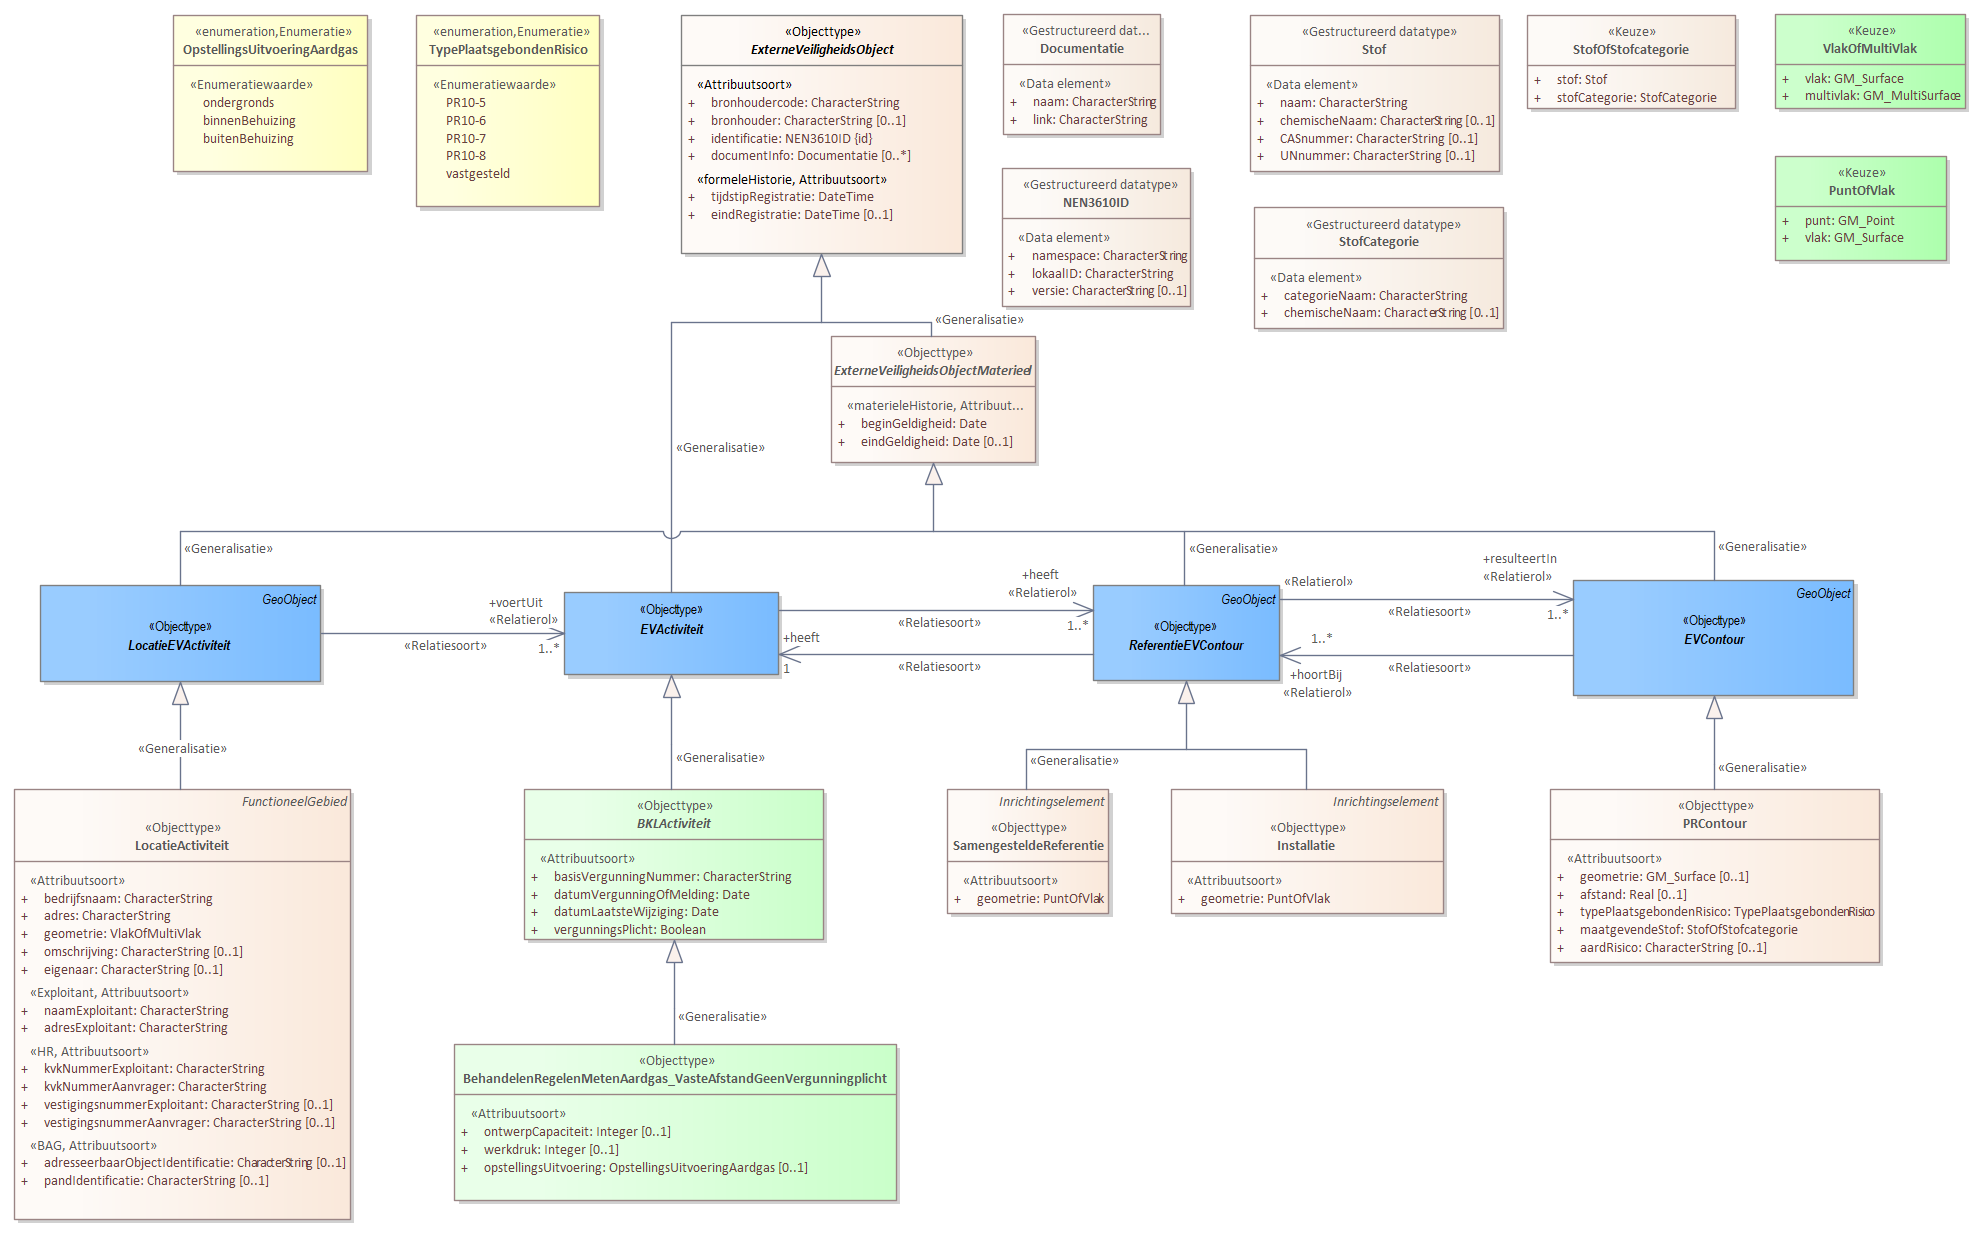 «enumeration,Enumeratie»
OpstellingsUitvoeringAardgas
«Enumeratiewaarde»
ondergronds
binnenBehuizing
buitenBehuizing
«enumeration,Enumeratie»
TypePlaatsgebondenRisico
«Enumeratiewaarde»
PR10-5
PR10-6
PR10-7
PR10-8
vastgesteld
«Objecttype»
ExterneVeiligheidsObject
«Attribuutsoort»
+ bronhoudercode: CharacterString
+ bronhouder: CharacterString [0..1]
+ identificatie: NEN3610ID {id}
+ documentInfo: Documentatie [0..*]
«formeleHistorie, Attribuutsoort»
+ tijdstipRegistratie: DateTime
+ eindRegistratie: DateTime [0..1]
«Gestructureerd dat...
Documentatie
«Data element»
+ naam: CharacterString
+ link: CharacterString
«Gestructureerd datatype»
NEN3610ID
«Data element»
+ namespace: CharacterString
+ lokaalID: CharacterString
+ versie: CharacterString [0..1]
«Gestructureerd datatype»
Stof
«Data element»
+ naam: CharacterString
+ chemischeNaam: CharacterString [0..1]
+ CASnummer: CharacterString [0..1]
+ UNnummer: CharacterString [0..1]
«Gestructureerd datatype»
StofCategorie
«Data element»
+ categorieNaam: CharacterString
+ chemischeNaam: CharacterString [0..1]
«Keuze»
StofOfStofcategorie
+ stof: Stof
+ stofCategorie: StofCategorie
«Keuze»
VlakOfMultiVlak
+ vlak: GM_Surface
+ multivlak: GM_MultiSurface
«Keuze»
PuntOfVlak
+ punt: GM_Point
+ vlak: GM_Surface
«Generalisatie»
«Objecttype»
ExterneVeiligheidsObjectMaterieel
«materieleHistorie, Attribuut...
+ beginGeldigheid: Date
+ eindGeldigheid: Date [0..1]
«Generalisatie»
«Generalisatie»
«Generalisatie»
«Generalisatie»
GeoObject
«Objecttype»
LocatieEVActiviteit
+voertUit
«Relatierol»
1..*
«Relatiesoort»
«Objecttype»
EVActiviteit
+heeft
«Relatierol»
1..*
«Relatiesoort»
+heeft
1
«Relatiesoort»
GeoObject
«Objecttype»
ReferentieEVContour
«Relatierol»
+resulteertIn
«Relatierol»
1..*
«Relatiesoort»
1..*
+hoortBij
«Relatierol»
«Relatiesoort»
GeoObject
«Objecttype»
EVContour
«Generalisatie»
«Generalisatie»
«Generalisatie»
«Generalisatie»
FunctioneelGebied
«Objecttype»
LocatieActiviteit
«Attribuutsoort»
+ bedrijfsnaam: CharacterString
+ adres: CharacterString
+ geometrie: VlakOfMultiVlak
+ omschrijving: CharacterString [0..1]
+ eigenaar: CharacterString [0..1]
«Exploitant, Attribuutsoort»
+ naamExploitant: CharacterString
+ adresExploitant: CharacterString
«HR, Attribuutsoort»
+ kvkNummerExploitant: CharacterString
+ kvkNummerAanvrager: CharacterString
+ vestigingsnummerExploitant: CharacterString [0..1]
+ vestigingsnummerAanvrager: CharacterString [0..1]
«BAG, Attribuutsoort»
+ adresseerbaarObjectIdentificatie: CharacterString [0..1]
+ pandIdentificatie: CharacterString [0..1]
«Objecttype»
BKLActiviteit
«Attribuutsoort»
+ basisVergunningNummer: CharacterString
+ datumVergunningOfMelding: Date
+ datumLaatsteWijziging: Date
+ vergunningsPlicht: Boolean
«Generalisatie»
«Objecttype»
BehandelenRegelenMetenAardgas_VasteAfstandGeenVergunningplicht
«Attribuutsoort»
+ ontwerpCapaciteit: Integer [0..1]
+ werkdruk: Integer [0..1]
+ opstellingsUitvoering: OpstellingsUitvoeringAardgas [0..1]
Inrichtingselement
«Objecttype»
SamengesteldeReferentie
«Attribuutsoort»
+ geometrie: PuntOfVlak
Inrichtingselement
«Objecttype»
Installatie
«Attribuutsoort»
+ geometrie: PuntOfVlak
«Objecttype»
PRContour
«Attribuutsoort»
+ geometrie: GM_Surface [0..1]
+ afstand: Real [0..1]
+ typePlaatsgebondenRisico: TypePlaatsgebondenRisico
+ maatgevendeStof: StofOfStofcategorie
+ aardRisico: CharacterString [0..1]